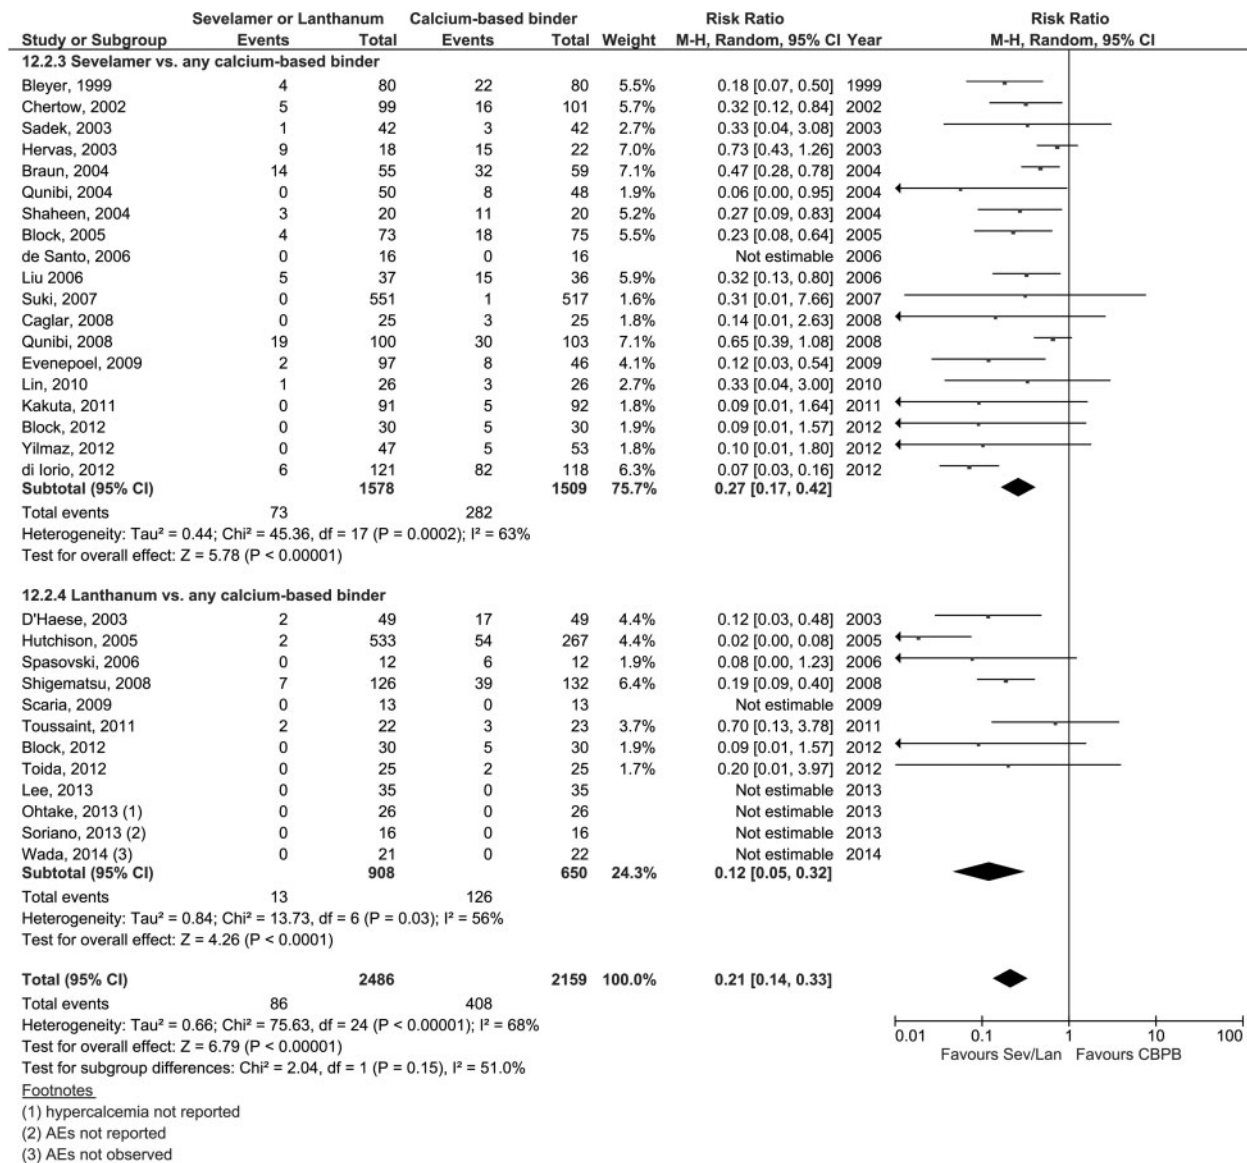 Sevelamer or Lanthanum Calcium-based binder Risk Ratio Risk Ratio
Study or Subgroup Events Total Events Total Weight M-H, Random, 95% CI Year M-H, Random, 95% CI
12.2.3 Sevelamer vs. any calcium-based binder
Bleyer, 1999 4 80 22 80 5.5% 0.18 [0.07, 0.50] 1999
Chertow, 2002 5 99 16 101 5.7% 0.32 [0.12, 0.84] 2002
Sadek, 2003 1 42 3 42 2.7% 0.33 [0.04, 3.08] 2003
Hervas, 2003 9 18 15 22 7.0% 0.73 [0.43, 1.26] 2003
Braun, 2004 14 55 32 59 7.1% 0.47 [0.28, 0.78] 2004
Qunibi, 2004 0 50 8 48 1.9% 0.06 [0.00, 0.95] 2004
Shaheen, 2004 3 20 11 20 5.2% 0.27 [0.09, 0.83] 2004
Block, 2005 4 73 18 75 5.5% 0.23 [0.08, 0.64] 2005
de Santo, 2006 0 16 0 16 Not estimable 2006
Liu 2006 5 37 15 36 5.9% 0.32 [0.13, 0.80] 2006
Suki, 2007 0 551 1 517 1.6% 0.31 [0.01, 7.66] 2007
Caglar, 2008 0 25 3 25 1.8% 0.14 [0.01, 2.63] 2008
Qunibi, 2008 19 100 30 103 7.1% 0.65 [0.39, 1.08] 2008
Evenepoel, 2009 2 97 8 46 4.1% 0.12 [0.03, 0.54] 2009
Lin, 2010 1 26 3 26 2.7% 0.33 [0.04, 3.00] 2010
Kakuta, 2011 0 91 5 92 1.8% 0.09 [0.01, 1.64] 2011
Block, 2012 0 30 5 30 1.9% 0.09 [0.01, 1.57] 2012
Yilmaz, 2012 0 47 5 53 1.8% 0.10 [0.01, 1.80] 2012
di Iorio, 2012 6 121 82 118 6.3% 0.07 [0.03, 0.16] 2012
Subtotal (95% CI) 1578 1509 75.7% 0.27 [0.17, 0.42]
Total events 73 282
Heterogeneity: Tau² = 0.44; Chi² = 45.36, df = 17 (P = 0.0002); I² = 63%
Test for overall effect: Z = 5.78 (P < 0.00001)
12.2.4 Lanthanum vs. any calcium-based binder
D'Haese, 2003 2 49 17 49 4.4% 0.12 [0.03, 0.48] 2003
Hutchison, 2005 2 533 54 267 4.4% 0.02 [0.00, 0.08] 2005
Spasovski, 2006 0 12 6 12 1.9% 0.08 [0.00, 1.23] 2006
Shigematsu, 2008 7 126 39 132 6.4% 0.19 [0.09, 0.40] 2008
Scaria, 2009 0 13 0 13 Not estimable 2009
Toussaint, 2011 2 22 3 23 3.7% 0.70 [0.13, 3.78] 2011
Block, 2012 0 30 5 30 1.9% 0.09 [0.01, 1.57] 2012
Toida, 2012 0 25 2 25 1.7% 0.20 [0.01, 3.97] 2012
Lee, 2013 0 35 0 35 Not estimable 2013
Ohtake, 2013 (1) 0 26 0 26 Not estimable 2013
Soriano, 2013 (2) 0 16 0 16 Not estimable 2013
Wada, 2014 (3) 0 21 0 22 Not estimable 2014
Subtotal (95% CI) 908 650 24.3% 0.12 [0.05, 0.32]
Total events 13 126
Heterogeneity: Tau² = 0.84; Chi² = 13.73, df = 6 (P = 0.03); I² = 56%
Test for overall effect: Z = 4.26 (P < 0.0001)
Total (95% CI) 2486 2159 100.0% 0.21 [0.14, 0.33]
Total events 86 408
Heterogeneity: Tau² = 0.66; Chi² = 75.63, df = 24 (P < 0.00001); I² = 68%
Test for overall effect: Z = 6.79 (P < 0.00001)
Test for subgroup differences: Chi² = 2.04, df = 1 (P = 0.15), I² = 51.0%
0.01 0.1 1 10 100
Favours Sev/Lan Favours CBPB
Footnotes
(1) hypercalcemia not reported
(2) AEs not reported
(3) AEs not observed